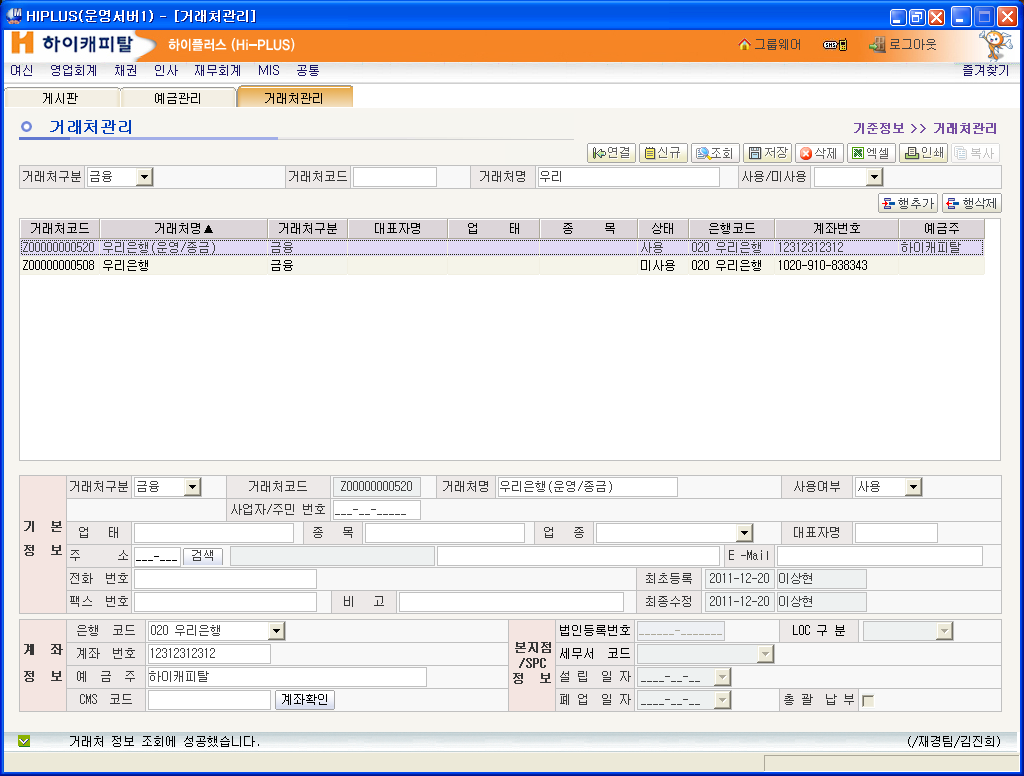 HIPLUS(운영서버1) - [거래처관리]
하이캐피탈 하이플러스 (Hi-PLUS) 그룹웨어 로그아웃
여신 영업회계 채권 인사 재무회계 MIS 공통 즐겨찾기
게시판 예금관리 거래처관리
거래처관리 기준정보 >> 거래처관리
연결 신규 조회 저장 삭제 엑셀 인쇄 복사
거래처구분 금융 거래처코드 거래처명 우리 사용/미사용
행추가 행삭제
거래처코드 거래처명▲ 거래처구분 대표자명 업 태 종 목 상태 은행코드 계좌번호 예금주
Z00000000520 우리은행(운영/종금) 금융 사용 020 우리은행 12312312312 하이캐피탈
Z00000000508 우리은행 금융 미사용 020 우리은행 1020-910-838343
기 본 정 보
거래처구분 금융 거래처코드 Z00000000520 거래처명 우리은행(운영/종금) 사용여부 사용
사업자/주민 번호 ___-__-_____
업 태 종 목 업 종 대표자명
주 소 ___-___ 검색 E-Mail
전화 번호 최초등록 2011-12-20 이상현
팩스 번호 비 고 최종수정 2011-12-20 이상현
계 좌 정 보
은행 코드 020 우리은행 본지점 /SPC 정 보 법인등록번호 ______-_______ LOC 구 분
계좌 번호 12312312312 세무서 코드
예 금 주 하이캐피탈 설 립 일 자 ____-__-__
CMS 코드 계좌확인 폐 업 일 자 ____-__-__ 총 괄 납 부
거래처 정보 조회에 성공했습니다. (/재경팀/김진희)